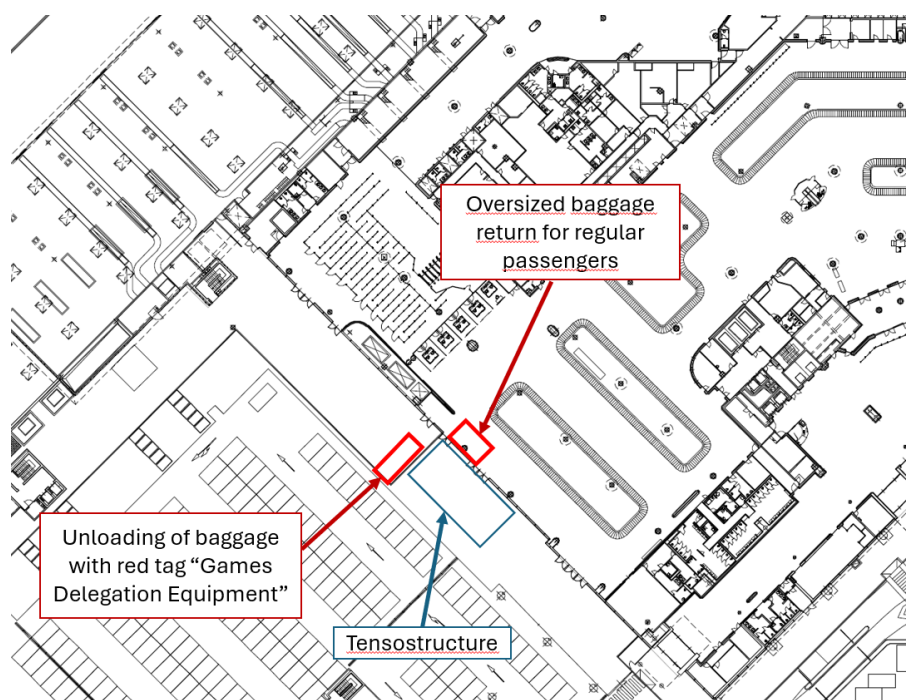 Oversized baggage
return for regular
passengers
Unloading of baggage
with red tag “Games
Delegation Equipment”
Tensostructure